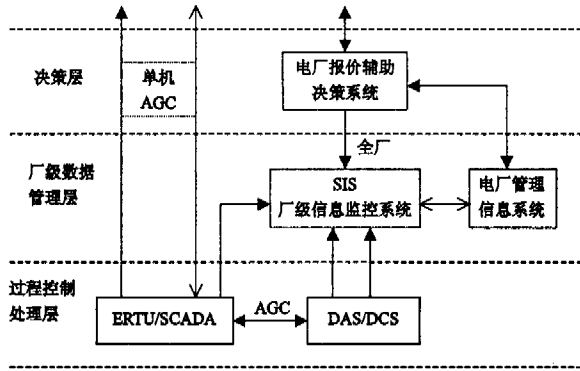 决策层
单机
AGC
电厂报价辅助
决策系统
全厂
厂级数据
管理层
SIS
厂级信息监控系统
电厂管理
信息系统
过程控制
处理层
ERTU/SCADA
AGC
DAS/DCS